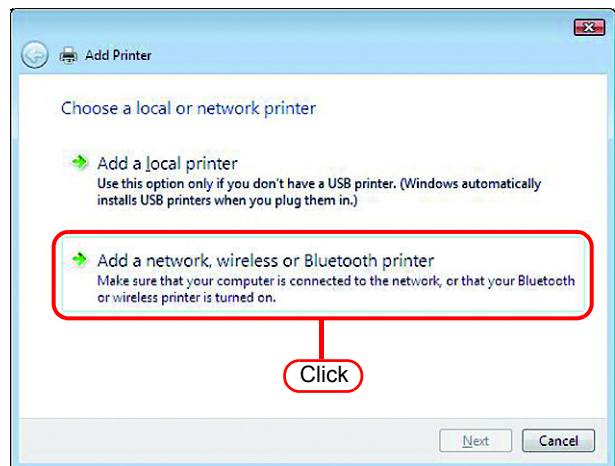 Add Printer
Choose a local or network printer
Add a local printer
Use this option only if you don't have a USB printer. (Windows automatically
installs USB printers when you plug them in.)
Add a network, wireless or Bluetooth printer
Make sure that your computer is connected to the network, or that your Bluetooth
or wireless printer is turned on.
Click
Next
Cancel